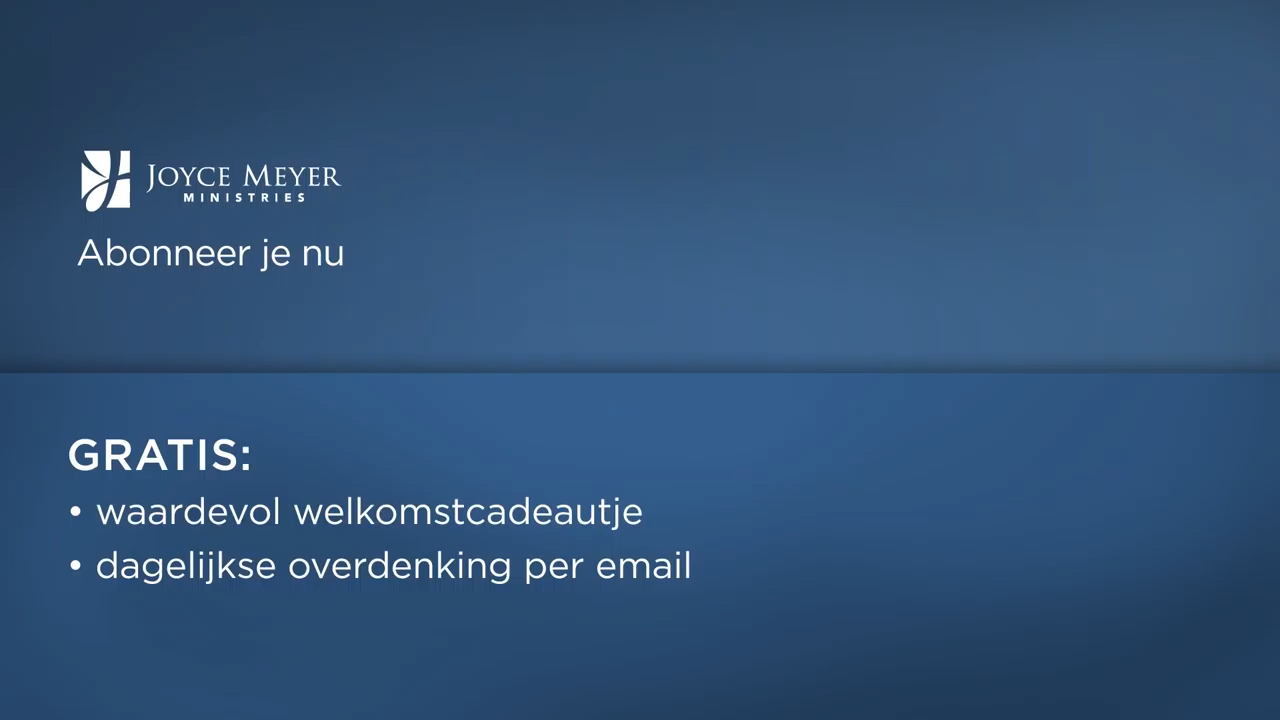 JOYCE MEYER
MINISTRIES
Abonneer je nu
GRATIS:
• waardevol welkomstcadeautje
• dagelijkse overdenking per email